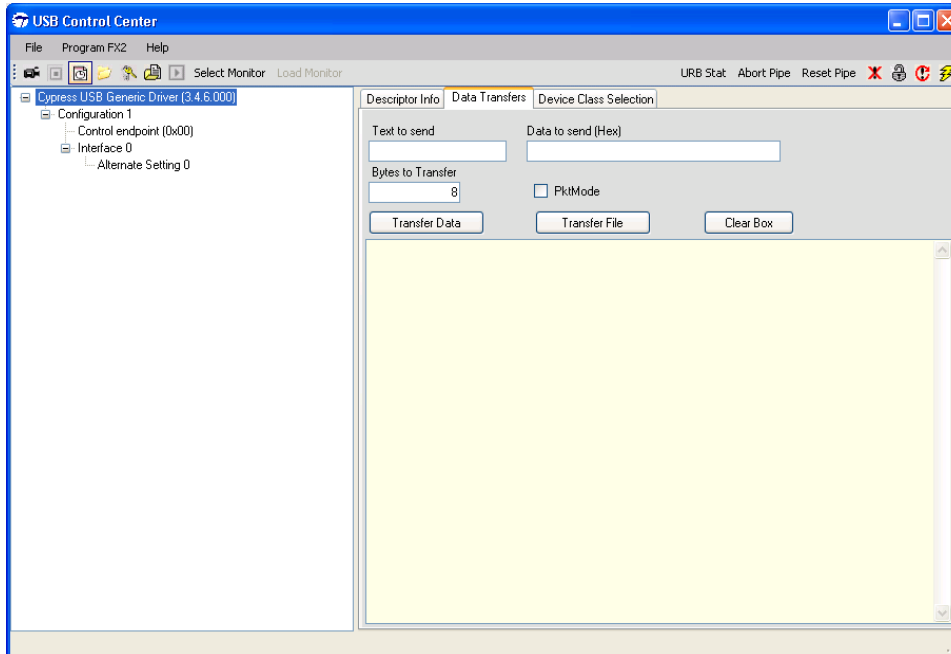 USB Control Center
File Program FX2 Help
Select Monitor Load Monitor URB Stat Abort Pipe Reset Pipe
Cypress USB Generic Driver (3.4.6.000)
Configuration 1
Control endpoint (0x00)
Interface 0
Alternate Setting 0
Descriptor Info Data Transfers Device Class Selection
Text to send Data to send (Hex)
Bytes to Transfer
8 PktMode
Transfer Data Transfer File Clear Box